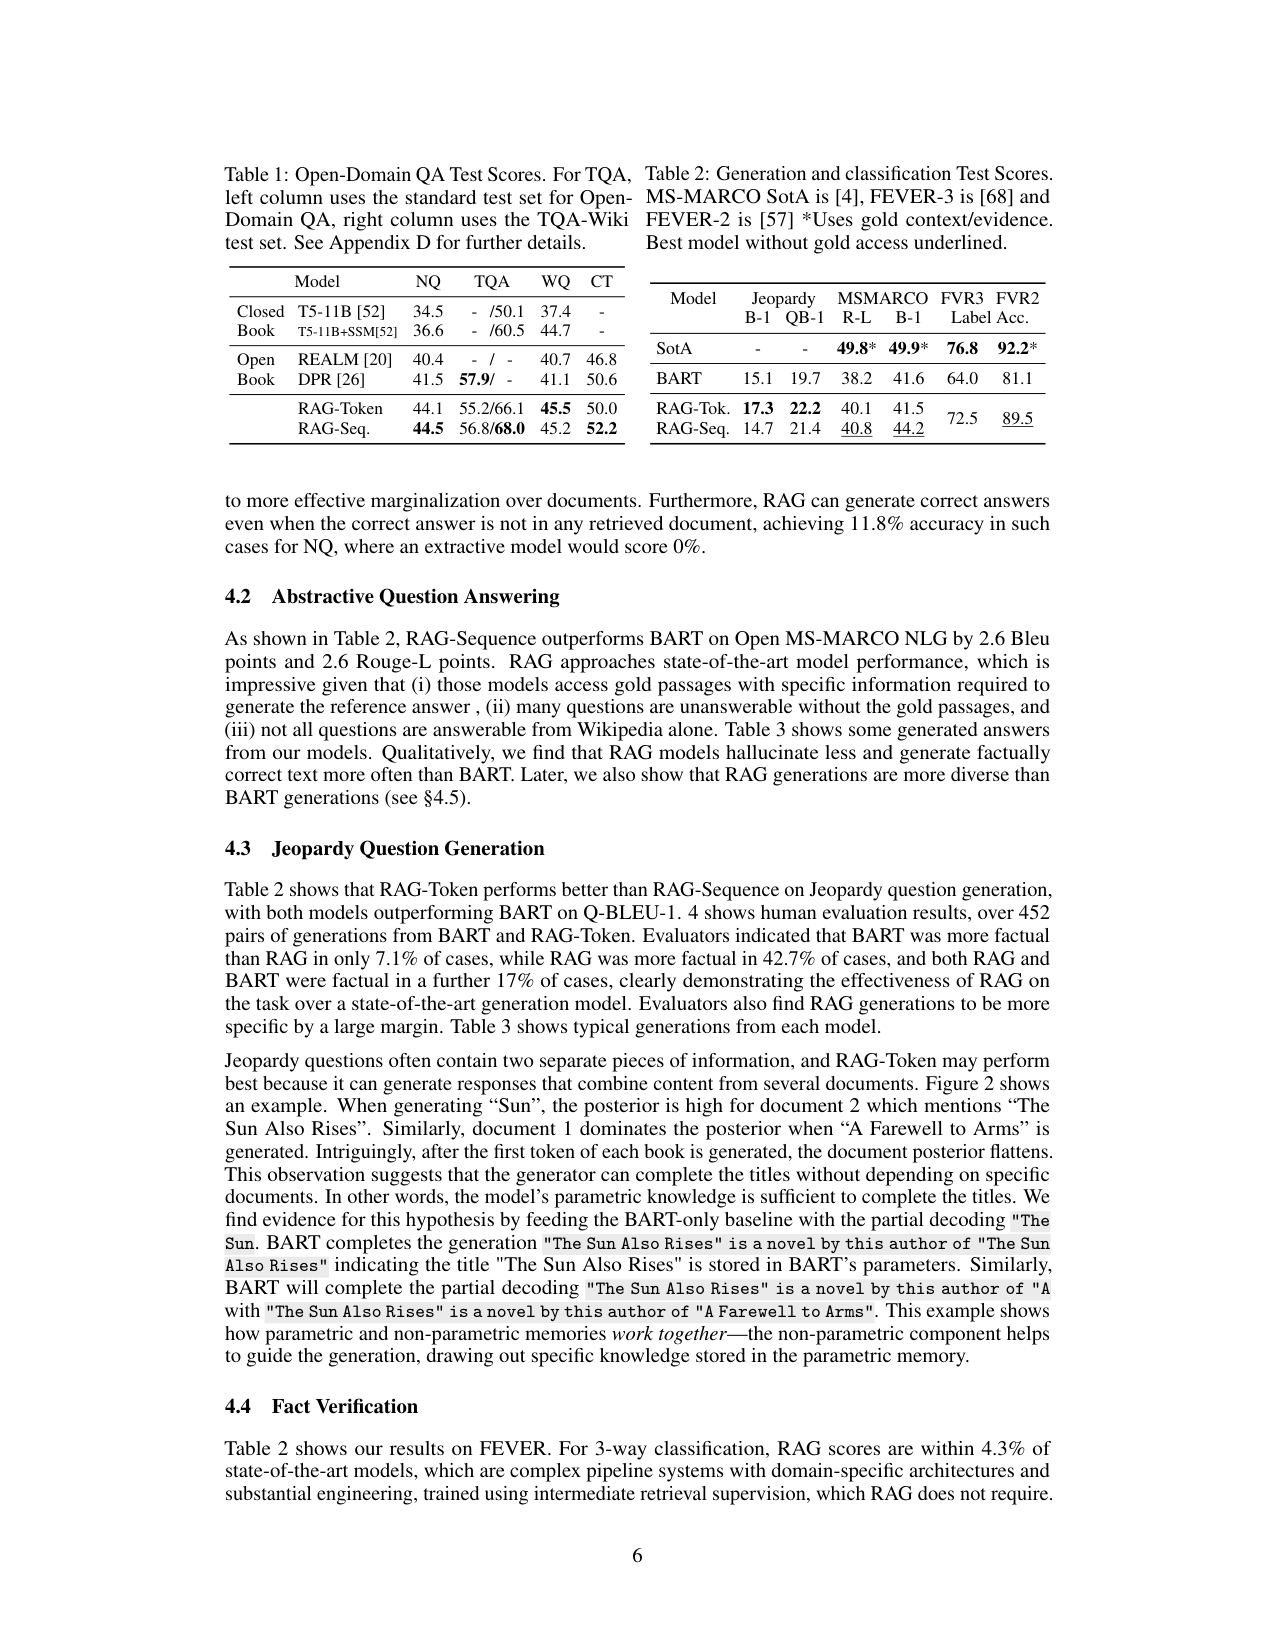 Table 1: Open-Domain QA Test Scores. For TQA,
left column uses the standard test set for Open-
Domain QA, right column uses the TQA-Wiki
test set. See Appendix D for further details.
Model NQ TQA WQ CT
Closed T5-11B [52] 34.5 - /50.1 37.4 -
Book T5-11B+SSM[52] 36.6 - /60.5 44.7 -
Open REALM [20] 40.4 - / - 40.7 46.8
Book DPR [26] 41.5 57.9/ - 41.1 50.6
RAG-Token 44.1 55.2/66.1 45.5 50.0
RAG-Seq. 44.5 56.8/68.0 45.2 52.2
Table 2: Generation and classification Test Scores.
MS-MARCO SotA is [4], FEVER-3 is [68] and
FEVER-2 is [57] *Uses gold context/evidence.
Best model without gold access underlined.
Model Jeopardy MSMARCO FVR3 FVR2
B-1 QB-1 R-L B-1 Label Acc.
SotA - - 49.8* 49.9* 76.8 92.2*
BART 15.1 19.7 38.2 41.6 64.0 81.1
RAG-Tok. 17.3 22.2 40.1 41.5
72.5 89.5
RAG-Seq. 14.7 21.4 40.8 44.2
to more effective marginalization over documents. Furthermore, RAG can generate correct answers
even when the correct answer is not in any retrieved document, achieving 11.8% accuracy in such
cases for NQ, where an extractive model would score 0%.
4.2 Abstractive Question Answering
As shown in Table 2, RAG-Sequence outperforms BART on Open MS-MARCO NLG by 2.6 Bleu
points and 2.6 Rouge-L points. RAG approaches state-of-the-art model performance, which is
impressive given that (i) those models access gold passages with specific information required to
generate the reference answer , (ii) many questions are unanswerable without the gold passages, and
(iii) not all questions are answerable from Wikipedia alone. Table 3 shows some generated answers
from our models. Qualitatively, we find that RAG models hallucinate less and generate factually
correct text more often than BART. Later, we also show that RAG generations are more diverse than
BART generations (see §4.5).
4.3 Jeopardy Question Generation
Table 2 shows that RAG-Token performs better than RAG-Sequence on Jeopardy question generation,
with both models outperforming BART on Q-BLEU-1. 4 shows human evaluation results, over 452
pairs of generations from BART and RAG-Token. Evaluators indicated that BART was more factual
than RAG in only 7.1% of cases, while RAG was more factual in 42.7% of cases, and both RAG and
BART were factual in a further 17% of cases, clearly demonstrating the effectiveness of RAG on
the task over a state-of-the-art generation model. Evaluators also find RAG generations to be more
specific by a large margin. Table 3 shows typical generations from each model.
Jeopardy questions often contain two separate pieces of information, and RAG-Token may perform
best because it can generate responses that combine content from several documents. Figure 2 shows
an example. When generating “Sun”, the posterior is high for document 2 which mentions “The
Sun Also Rises”. Similarly, document 1 dominates the posterior when “A Farewell to Arms” is
generated. Intriguingly, after the first token of each book is generated, the document posterior flattens.
This observation suggests that the generator can complete the titles without depending on specific
documents. In other words, the model’s parametric knowledge is sufficient to complete the titles. We
find evidence for this hypothesis by feeding the BART-only baseline with the partial decoding "The
Sun. BART completes the generation "The Sun Also Rises" is a novel by this author of "The Sun
Also Rises" indicating the title "The Sun Also Rises" is stored in BART’s parameters. Similarly,
BART will complete the partial decoding "The Sun Also Rises" is a novel by this author of "A
with "The Sun Also Rises" is a novel by this author of "A Farewell to Arms". This example shows
how parametric and non-parametric memories work together—the non-parametric component helps
to guide the generation, drawing out specific knowledge stored in the parametric memory.
4.4 Fact Verification
Table 2 shows our results on FEVER. For 3-way classification, RAG scores are within 4.3% of
state-of-the-art models, which are complex pipeline systems with domain-specific architectures and
substantial engineering, trained using intermediate retrieval supervision, which RAG does not require.
6